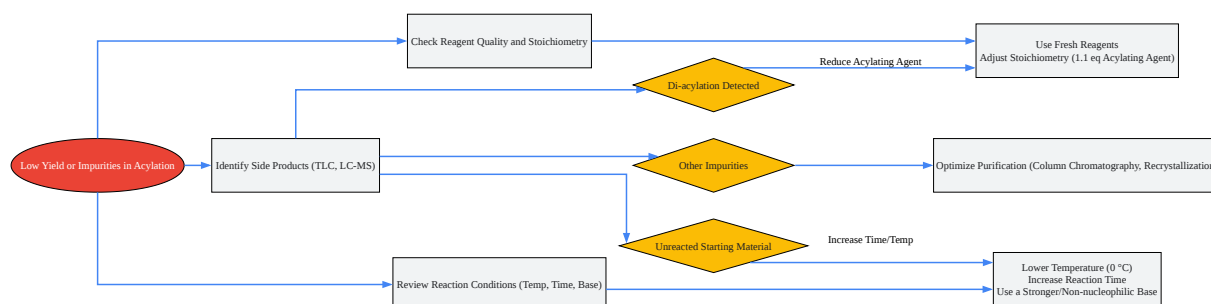 Check Reagent Quality and Stoichiometry
Use Fresh Reagents
Adjust Stoichiometry (1.1 eq Acylating Agent)
Reduce Acylating Agent
Di-acylation Detected
Low Yield or Impurities in Acylation
Identify Side Products (TLC, LC-MS)
Other Impurities
Optimize Purification (Column Chromatography, Recrystallization
Unreacted Starting Material
Increase Time/Temp
Review Reaction Conditions (Temp, Time, Base)
Lower Temperature (0 °C)
Increase Reaction Time
Use a Stronger/Non-nucleophilic Base